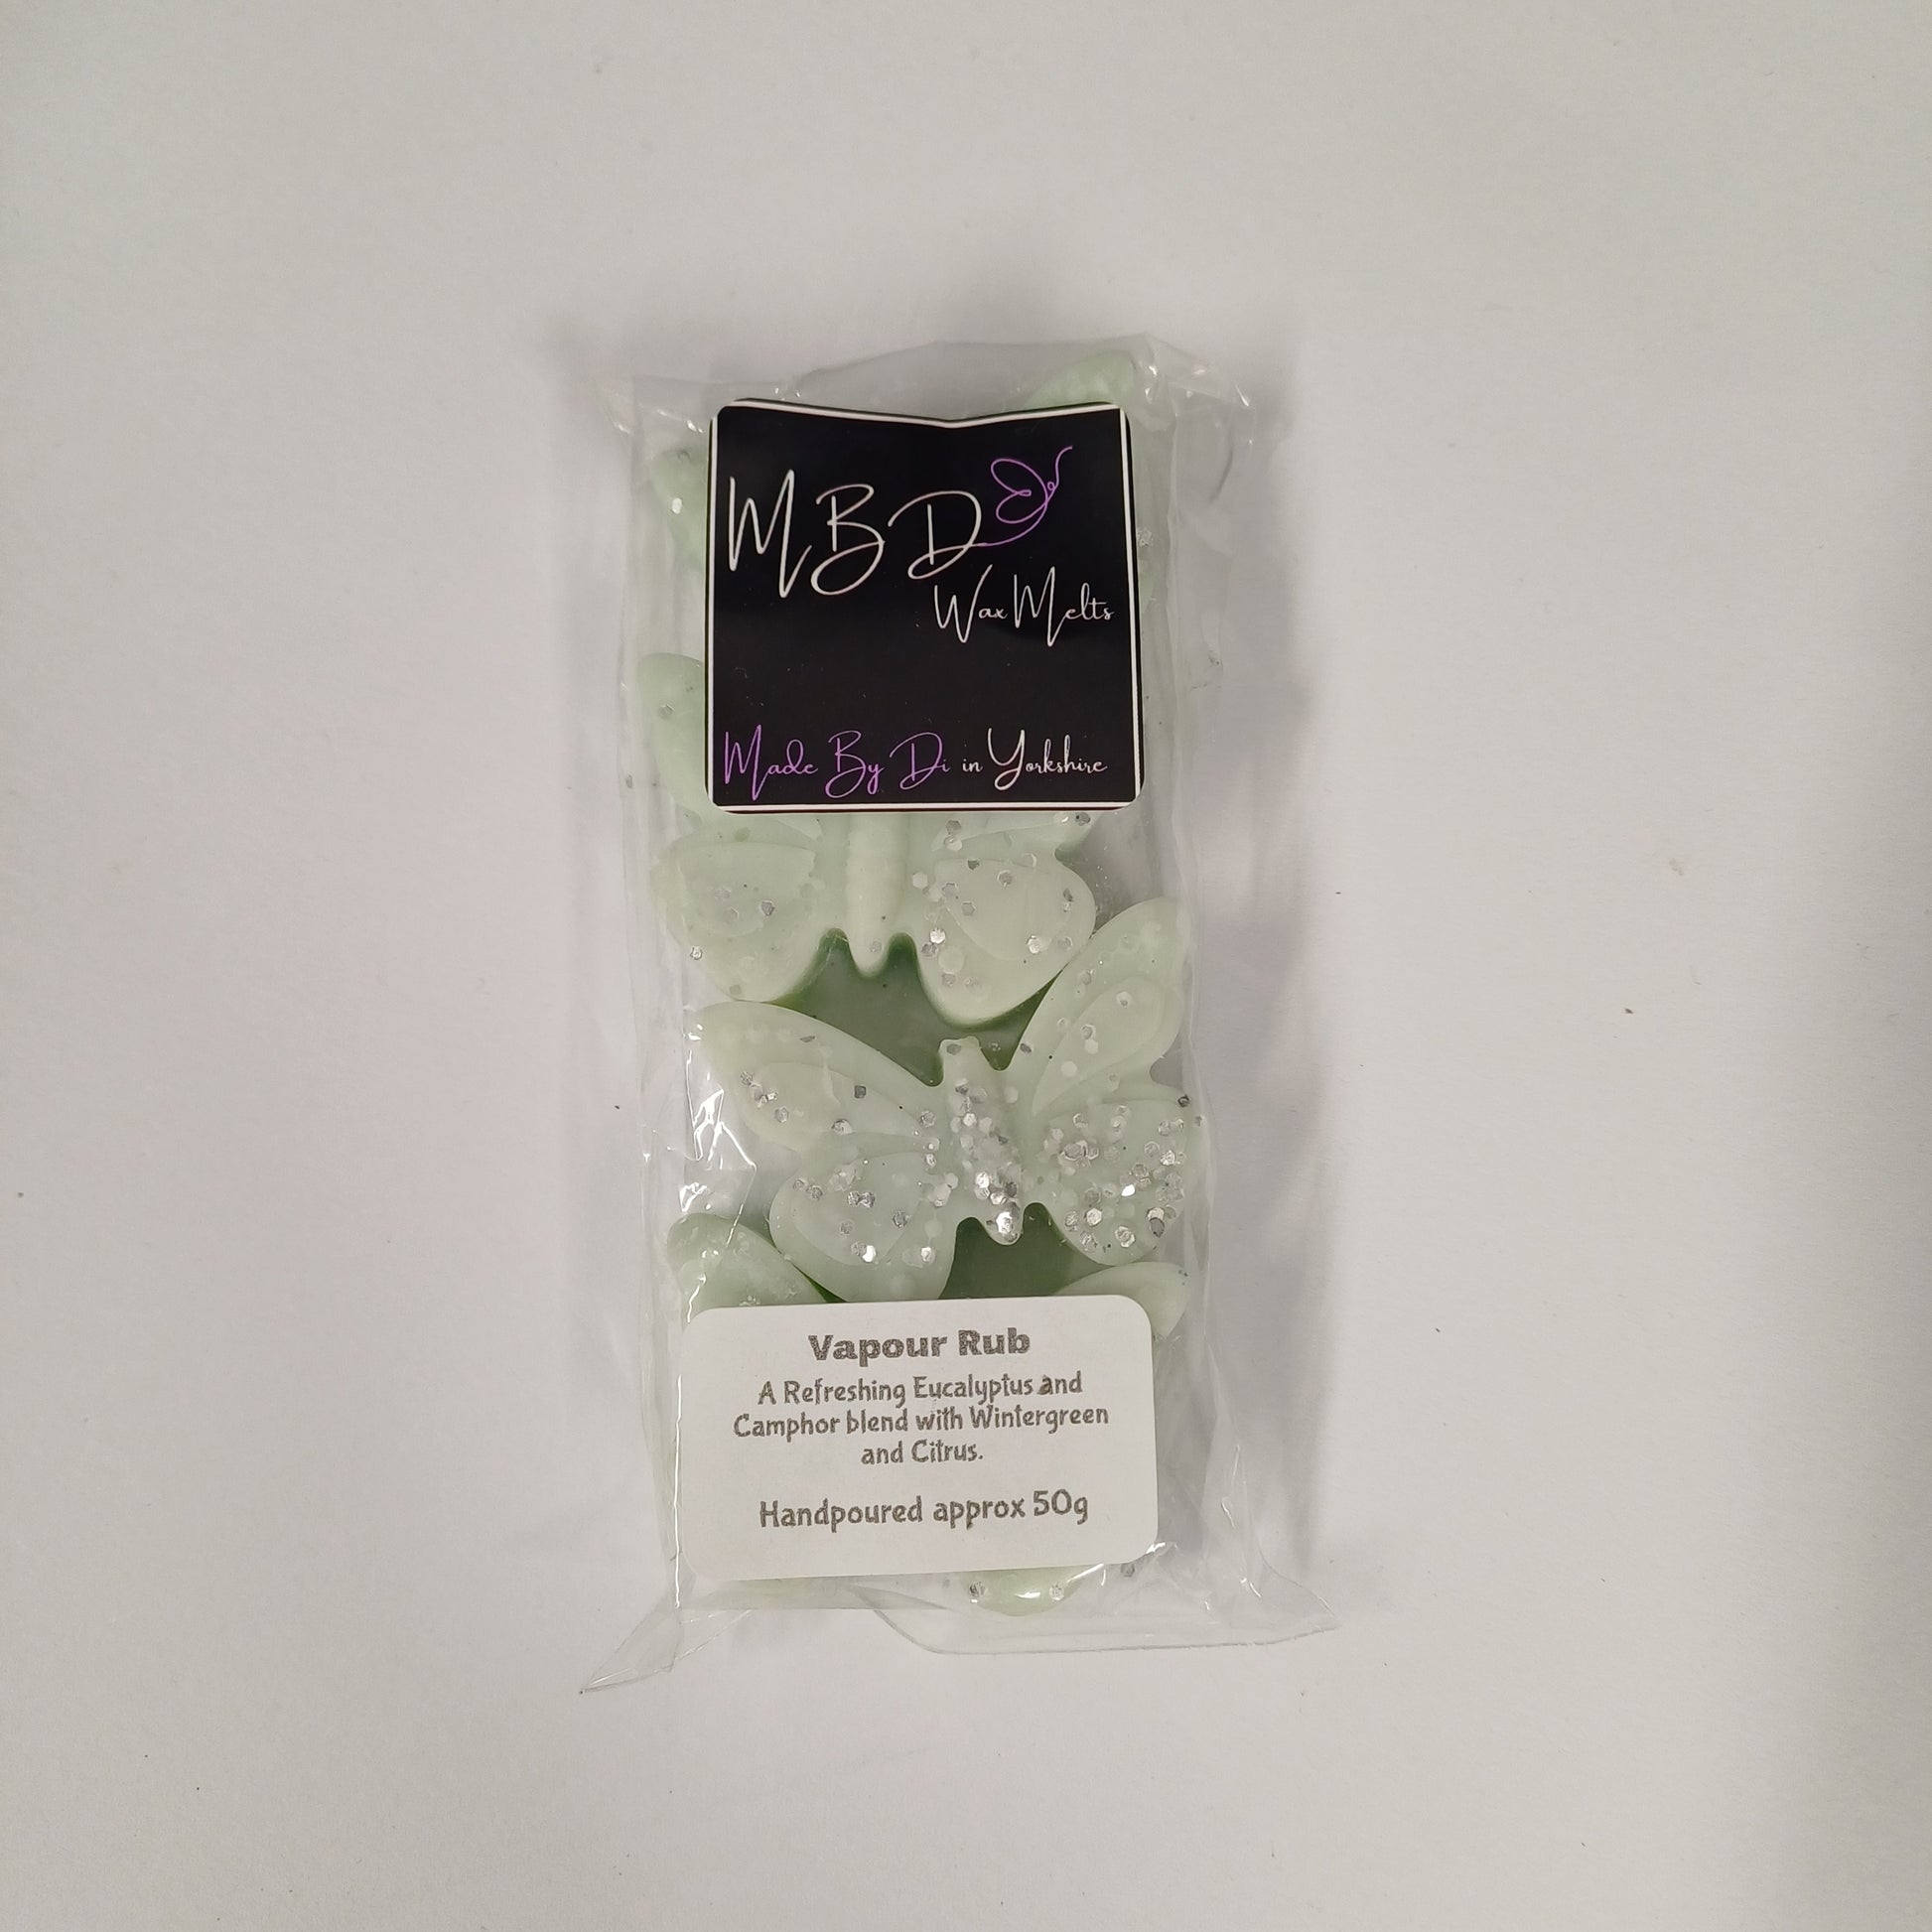 MBD
Wax Melts
Made By Di in Yorkshire
Vapour Rub
A Refreshing Eucalyptus and
Camphor blend with Wintergreen
and Citrus.
Handpoured approx 50g